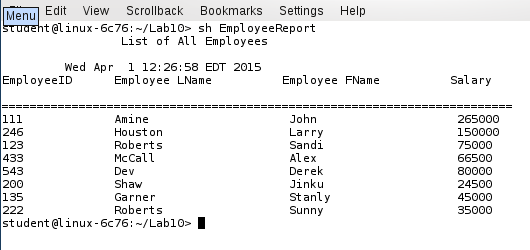 Menu Edit View Scrollback Bookmarks Settings Help
student@linux-6c76:~/Lab10> sh EmployeeReport
List of All Employees
Wed Apr  1 12:26:58 EDT 2015
EmployeeID Employee LName Employee FName Salary
=========================================================================
111 Amine John 265000
246 Houston Larry 150000
123 Roberts Sandi 75000
433 McCall Alex 66500
543 Dev Derek 80000
200 Shaw Jinku 24500
135 Garner Stanly 45000
222 Roberts Sunny 35000
student@linux-6c76:~/Lab10>